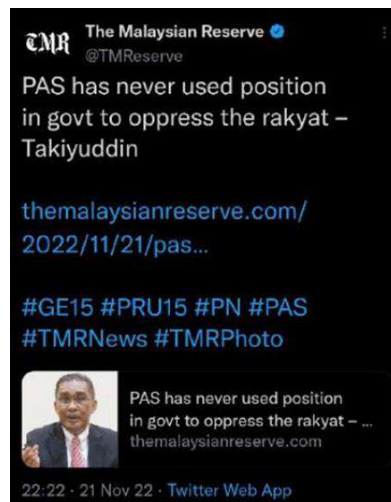 TMR
The Malaysian Reserve
@TMReserve
PAS has never used position
in govt to oppress the rakyat –
Takiyuddin
themalaysianreserve.com/
2022/11/21/pas...
#GE15 #PRU15 #PN #PAS
#TMRNews #TMRPhoto
PAS has never used position
in govt to oppress the rakyat – ...
themalaysianreserve.com
22:22 · 21 Nov 22 · Twitter Web App